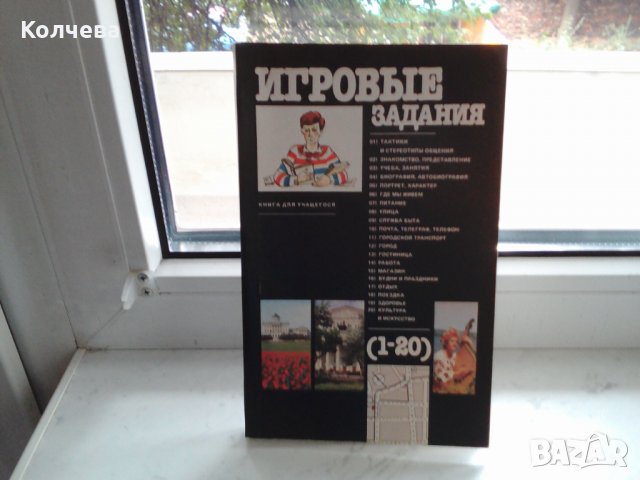 Колчева
ИГРОВЫЕ
ЗАДАНИЯ
01) ТАКТИКИ
И СТЕРЕОТИПЫ ОБЩЕНИЯ
02) ЗНАКОМСТВО, ПРЕДСТАВЛЕНИЕ
03) УЧЕБА, ЗАНЯТИЯ
04) БИОГРАФИЯ, АВТОБИОГРАФИЯ
05) ПОРТРЕТ, ХАРАКТЕР
06) ГДЕ МЫ ЖИВЕМ
07) ПИТАНИЕ
08) УЛИЦА
09) СЛУЖБА БЫТА
10) ПОЧТА, ТЕЛЕГРАФ, ТЕЛЕФОН
11) ГОРОДСКОЙ ТРАНСПОРТ
12) ГОРОД
13) ГОСТИНИЦА
14) РАБОТА
15) МАГАЗИН
16) БУДНИ И ПРАЗДНИКИ
17) ОТДЫХ
18) ПОЕЗДКА
19) ЗДОРОВЬЕ
20) КУЛЬТУРА
И ИСКУССТВО
КНИГА ДЛЯ УЧАЩЕГОСЯ
(1-20)
BAZAR